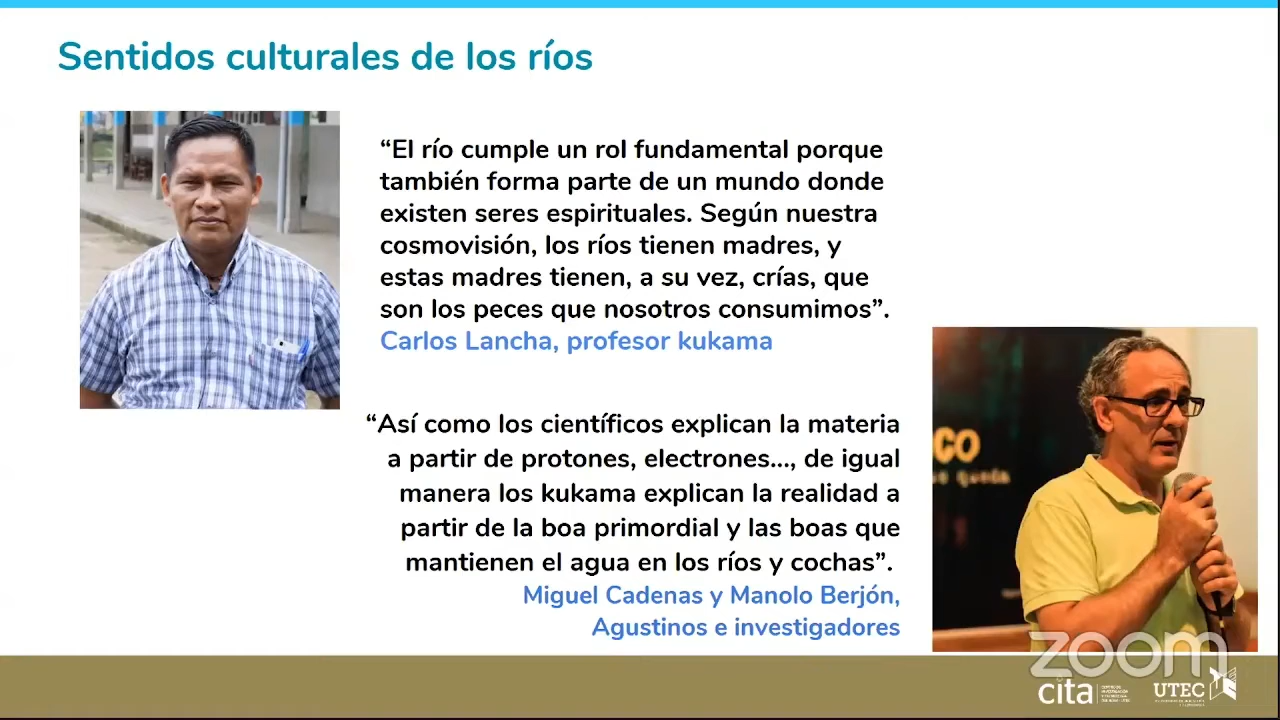 Sentidos culturales de los ríos
“El río cumple un rol fundamental porque
también forma parte de un mundo donde
existen seres espirituales. Según nuestra
cosmovisión, los ríos tienen madres, y
estas madres tienen, a su vez, crías, que
son los peces que nosotros consumimos”.
Carlos Lancha, profesor kukama
“Así como los científicos explican la materia
a partir de protones, electrones..., de igual
manera los kukama explican la realidad a
partir de la boa primordial y las boas que
mantienen el agua en los ríos y cochas”.
Miguel Cadenas y Manolo Berjón,
Agustinos e investigadores
zoom
cita
UTEC